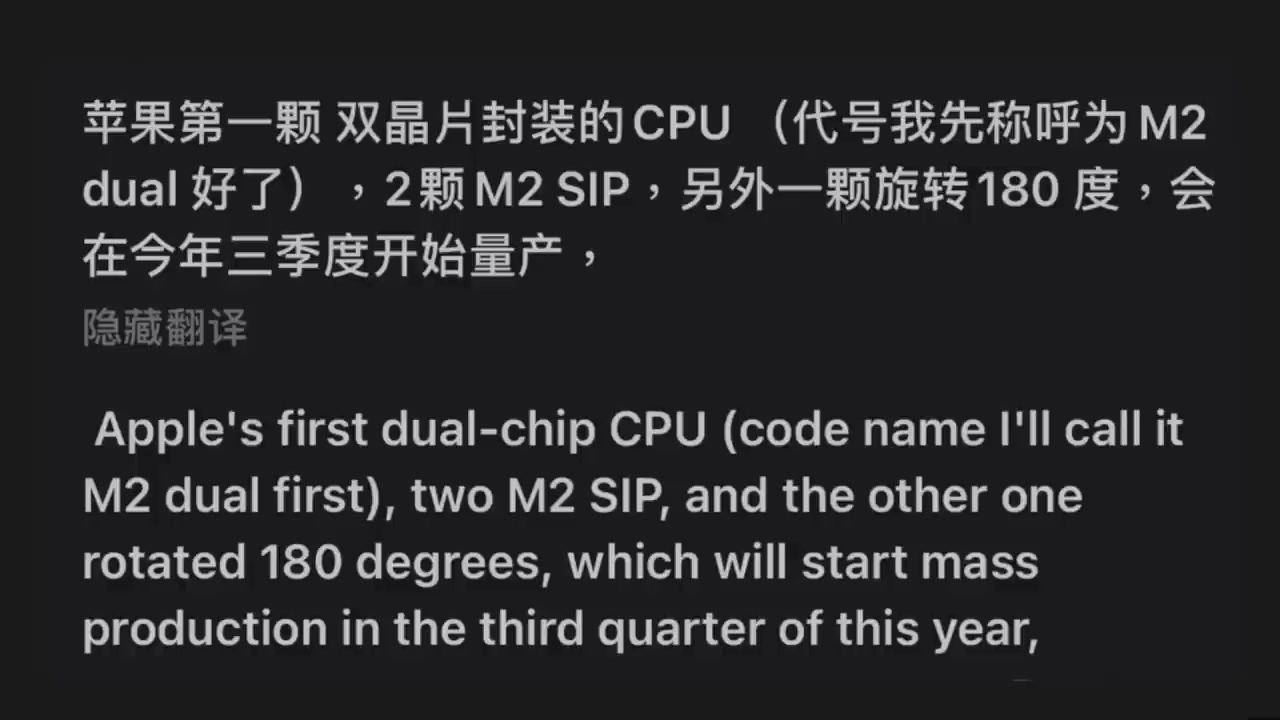 苹果第一颗 双晶片封装的CPU （代号我先称呼为 M2
dual 好了），2颗 M2 SIP，另外一颗旋转180 度，会
在今年三季度开始量产，
隐藏翻译
Apple's first dual-chip CPU (code name I'll call it
M2 dual first), two M2 SIP, and the other one
rotated 180 degrees, which will start mass
production in the third quarter of this year,